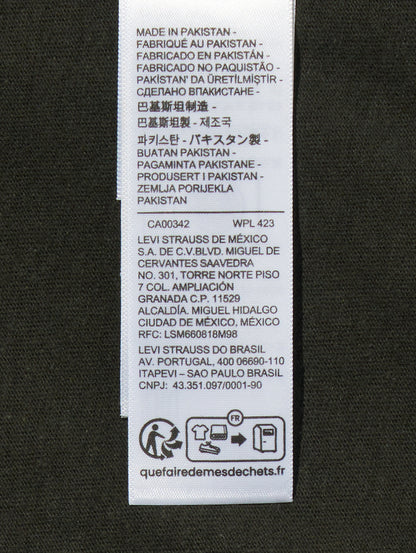 MADE IN PAKISTAN -
FABRIQUÉ AU PAKISTAN -
FABRICADO EN PAKISTÁN -
FABRICADO NO PAQUISTÃO -
PAKİSTAN' DA ÜRETİLMİŞTİR -
СДЕЛАНО ВПАКИСТАНЕ -
巴基斯坦制造 -
巴基斯坦製 - 제조국
파키스탄 - パキスタン製 -
BUATAN PAKISTAN -
PAGAMINTA PAKISTANE -
PRODUSERT I PAKISTAN -
ZEMLJA PORIJEKLA
PAKISTAN
CA00342 WPL 423
LEVI STRAUSS DE MÉXICO
S.A. DE C.V.BLVD. MIGUEL DE
CERVANTES SAAVEDRA
NO. 301, TORRE NORTE PISO
7 COL. AMPLIACIÓN
GRANADA C.P. 11529
ALCALDÍA. MIGUEL HIDALGO
CIUDAD DE MÉXICO, MÉXICO
RFC: LSM660818M98
LEVI STRAUSS DO BRASIL
AV. PORTUGAL, 400 06690-110
ITAPEVI – SAO PAULO BRASIL
CNPJ: 43.351.097/0001-90
FR
quefairedemesdechets.fr